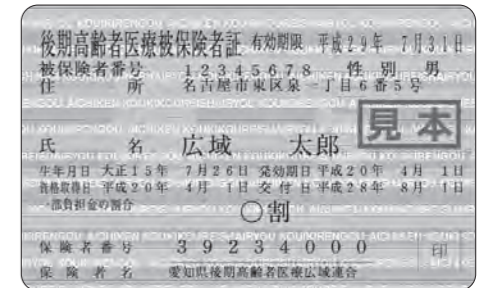 後期高齢者医療被保険者証 有効期限 平成29年 7月31日
被保険者番号 12345678 性別 男
住所 名古屋市東区泉一丁目6番5号
見本
氏名 広域 太郎
生年月日 大正15年 7月26日 発効期日 平成20年 4月 1日
資格取得日 平成20年 4月 1日 交付日 平成28年 8月 1日
一部負担金の割合
〇割
保険者番号 39234000
印
保険者名 愛知県後期高齢者医療広域連合